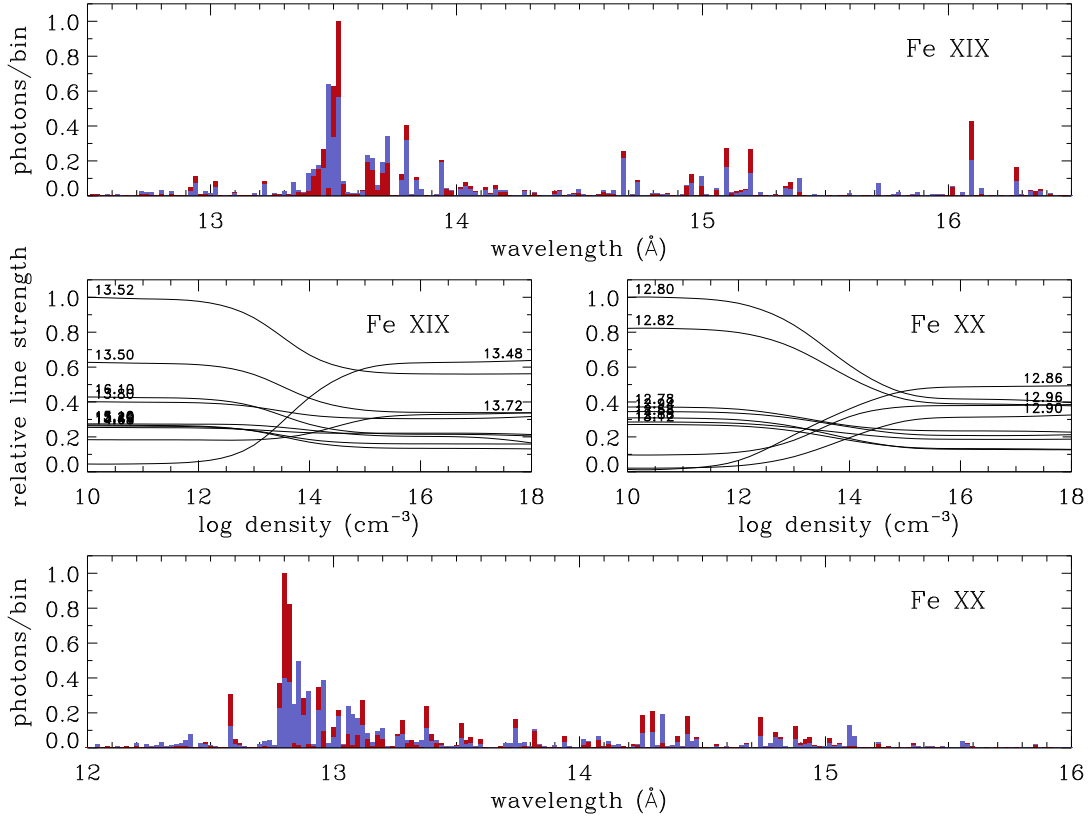 photons/bin
1.0
0.8
0.6
0.4
0.2
0.0
Fe XIX
13 14 15 16
wavelength (Å)
relative line strength
1.0
0.8
0.6
0.4
0.2
0.0
13.52
13.50
16.10
13.80
13.48
13.72
Fe XIX
10 12 14 16 18
log density (cm⁻³)
1.0
0.8
0.6
0.4
0.2
0.0
12.80
12.82
12.86
12.96
12.90
Fe XX
10 12 14 16 18
log density (cm⁻³)
photons/bin
1.0
0.8
0.6
0.4
0.2
0.0
Fe XX
12 13 14 15 16
wavelength (Å)